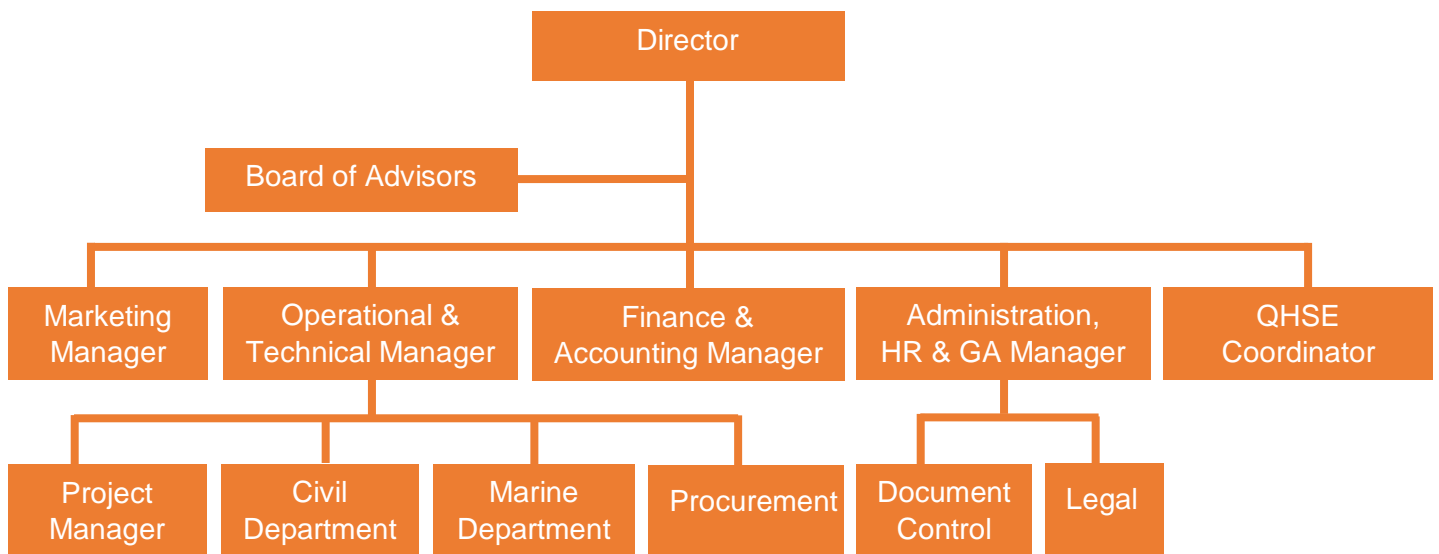 Director
Board of Advisors
Marketing
Manager
Operational &
Technical Manager
Finance &
Accounting Manager
Administration,
HR & GA Manager
QHSE
Coordinator
Project
Manager
Civil
Department
Marine
Department
Procurement
Document
Control
Legal